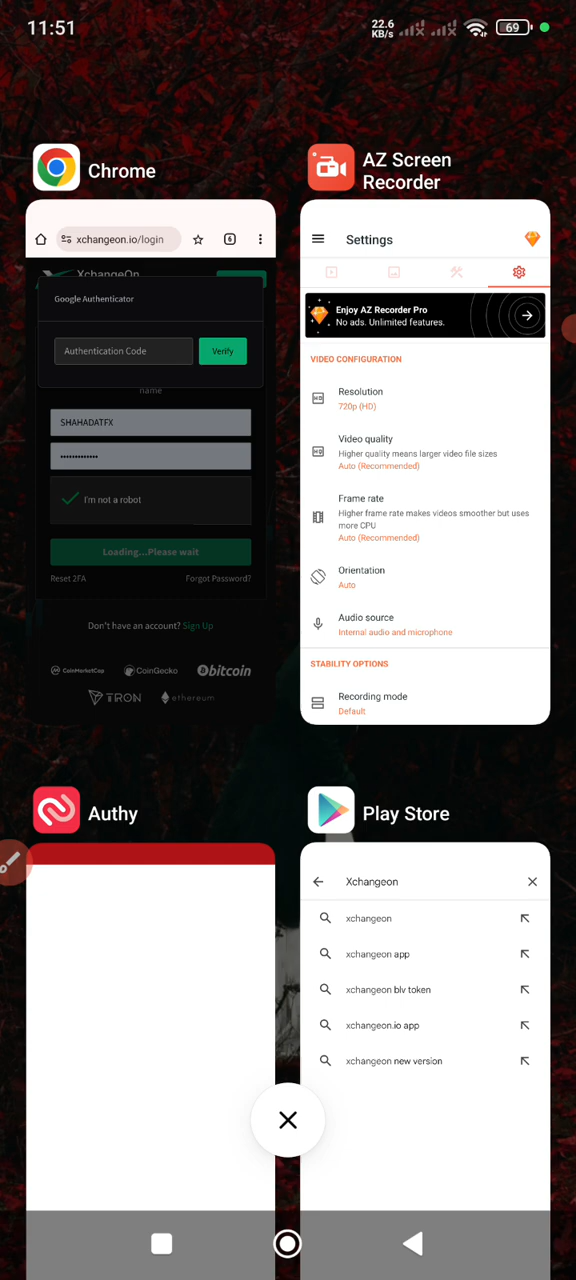 11:51
22.6
KB/s
69
Chrome
AZ Screen
Recorder
xchangeon.io/login
6
XchangeOn
Google Authenticator
Authentication Code
Verify
name
SHAHADATFX
•••••••••••••
I'm not a robot
Loading...Please wait
Reset 2FA
Forgot Password?
Don't have an account? Sign Up
CoinMarketCap
CoinGecko
bitcoin
TRON
ethereum
Settings
Enjoy AZ Recorder Pro
No ads. Unlimited features.
VIDEO CONFIGURATION
Resolution
720p (HD)
Video quality
Higher quality means larger video file sizes
Auto (Recommended)
Frame rate
Higher frame rate makes videos smoother but uses
more CPU
Auto (Recommended)
Orientation
Auto
Audio source
Internal audio and microphone
STABILITY OPTIONS
Recording mode
Default
Authy
Play Store
Xchangeon
xchangeon
xchangeon app
xchangeon blv token
xchangeon.io app
xchangeon new version